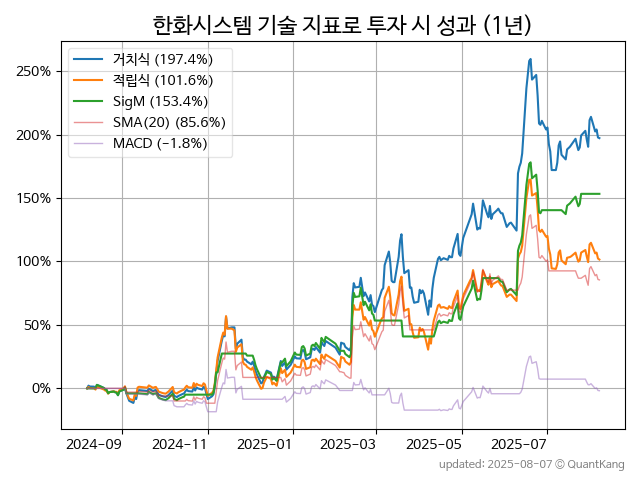 한화시스템 기술 지표로 투자 시 성과 (1년)
거치식 (197.4%)
적립식 (101.6%)
SigM (153.4%)
SMA(20) (85.6%)
MACD (−1.8%)
250%
200%
150%
100%
50%
0%
2024-09 2024-11 2025-01 2025-03 2025-05 2025-07
updated: 2025-08-07 © QuantKang